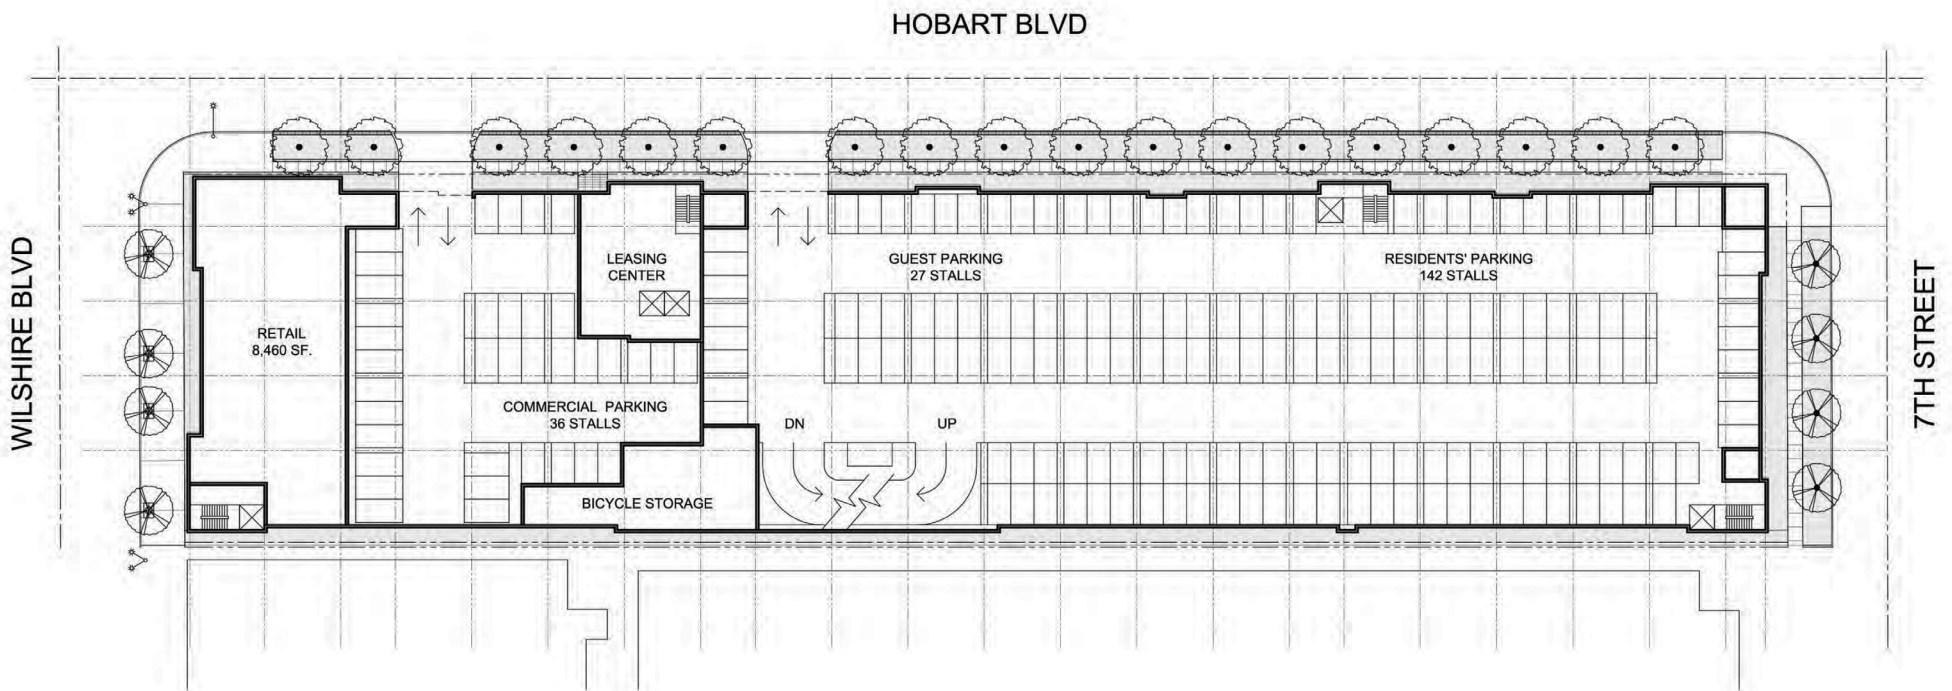 HOBART BLVD
WILSHIRE BLVD
7TH STREET
LEASING
CENTER
GUEST PARKING
27 STALLS
RESIDENTS' PARKING
142 STALLS
RETAIL
8,460 SF.
COMMERCIAL PARKING
36 STALLS
DN
UP
BICYCLE STORAGE